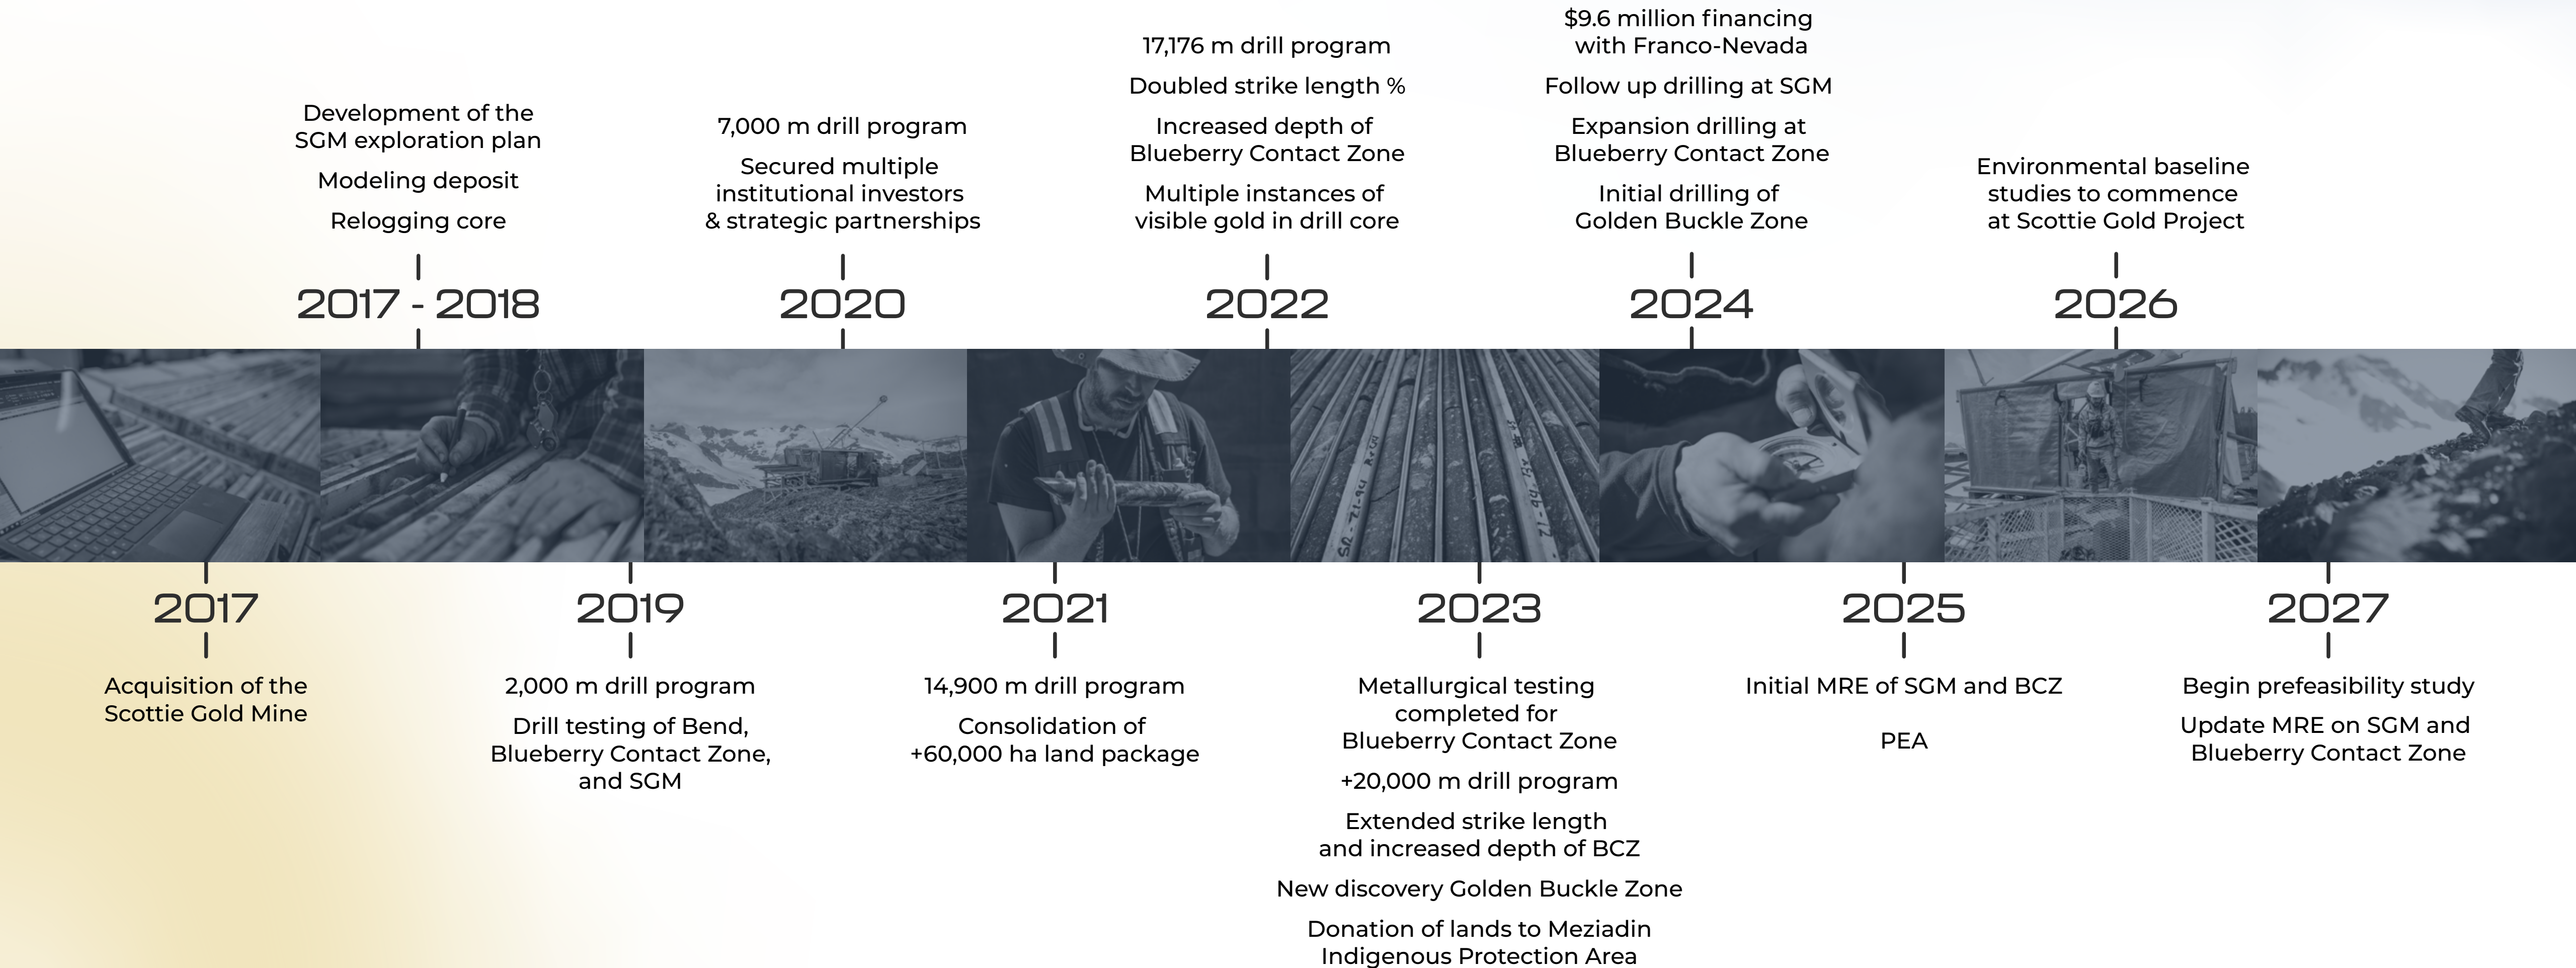 Development of the
SGM exploration plan
Modeling deposit
Relogging core
2017 - 2018
7,000 m drill program
Secured multiple
institutional investors
& strategic partnerships
2020
17,176 m drill program
Doubled strike length %
Increased depth of
Blueberry Contact Zone
Multiple instances of
visible gold in drill core
2022
$9.6 million financing
with Franco-Nevada
Follow up drilling at SGM
Expansion drilling at
Blueberry Contact Zone
Initial drilling of
Golden Buckle Zone
2024
Environmental baseline
studies to commence
at Scottie Gold Project
2026
2017
Acquisition of the
Scottie Gold Mine
2019
2,000 m drill program
Drill testing of Bend,
Blueberry Contact Zone,
and SGM
2021
14,900 m drill program
Consolidation of
+60,000 ha land package
2023
Metallurgical testing
completed for
Blueberry Contact Zone
+20,000 m drill program
Extended strike length
and increased depth of BCZ
New discovery Golden Buckle Zone
Donation of lands to Meziadin
Indigenous Protection Area
2025
Initial MRE of SGM and BCZ
PEA
2027
Begin prefeasibility study
Update MRE on SGM and
Blueberry Contact Zone